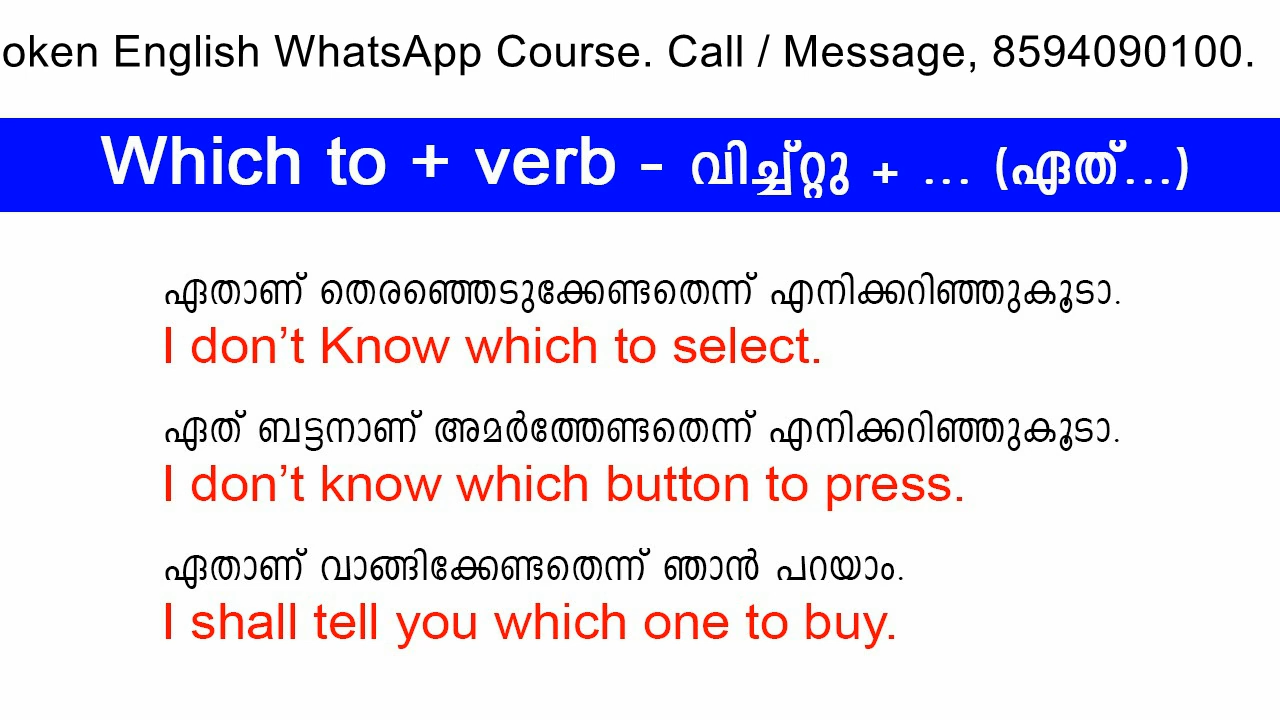 oken English WhatsApp Course. Call / Message, 8594090100.
Which to + verb - വിച്ച്റ്റു + ... (ഏത്...)
ഏതാണ് തെരഞ്ഞെടുക്കേണ്ടതെന്ന് എനിക്കറിഞ്ഞുകൂടാ.
I don’t Know which to select.
ഏത് ബട്ടനാണ് അമർത്തേണ്ടതെന്ന് എനിക്കറിഞ്ഞുകൂടാ.
I don’t know which button to press.
ഏതാണ് വാങ്ങിക്കേണ്ടതെന്ന് ഞാൻ പറയാം.
I shall tell you which one to buy.